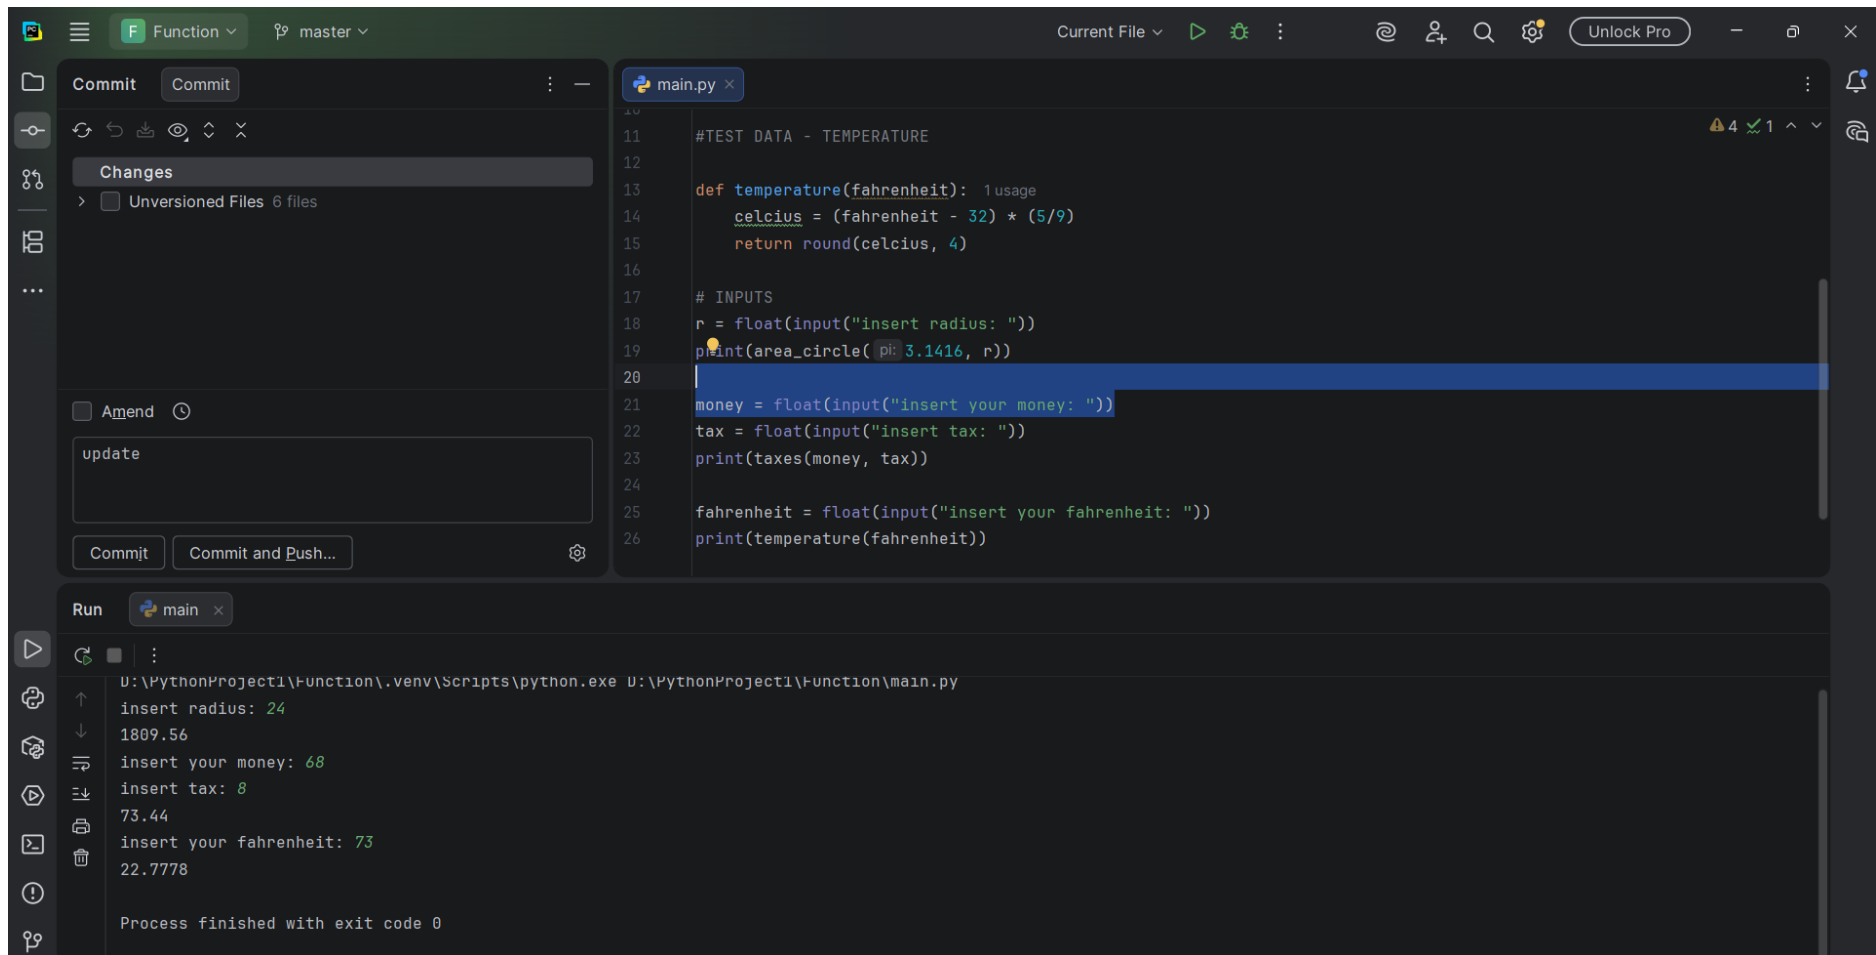 PC
F Function
master
Current File
Unlock Pro
Commit Commit
Changes
Unversioned Files 6 files
Amend
update
Commit Commit and Push...
main.py
4 1
10
11 #TEST DATA - TEMPERATURE
12
13 def temperature(fahrenheit): 1 usage
14 celcius = (fahrenheit - 32) * (5/9)
15 return round(celcius, 4)
16
17 # INPUTS
18 r = float(input("insert radius: "))
19 print(area_circle( pi: 3.1416, r))
20
21 money = float(input("insert your money: "))
22 tax = float(input("insert tax: "))
23 print(taxes(money, tax))
24
25 fahrenheit = float(input("insert your fahrenheit: "))
26 print(temperature(fahrenheit))
Run main
D:\PythonProject1\Function\.venv\Scripts\python.exe D:\PythonProject1\Function\main.py
insert radius: 24
1809.56
insert your money: 68
insert tax: 8
73.44
insert your fahrenheit: 73
22.7778
Process finished with exit code 0